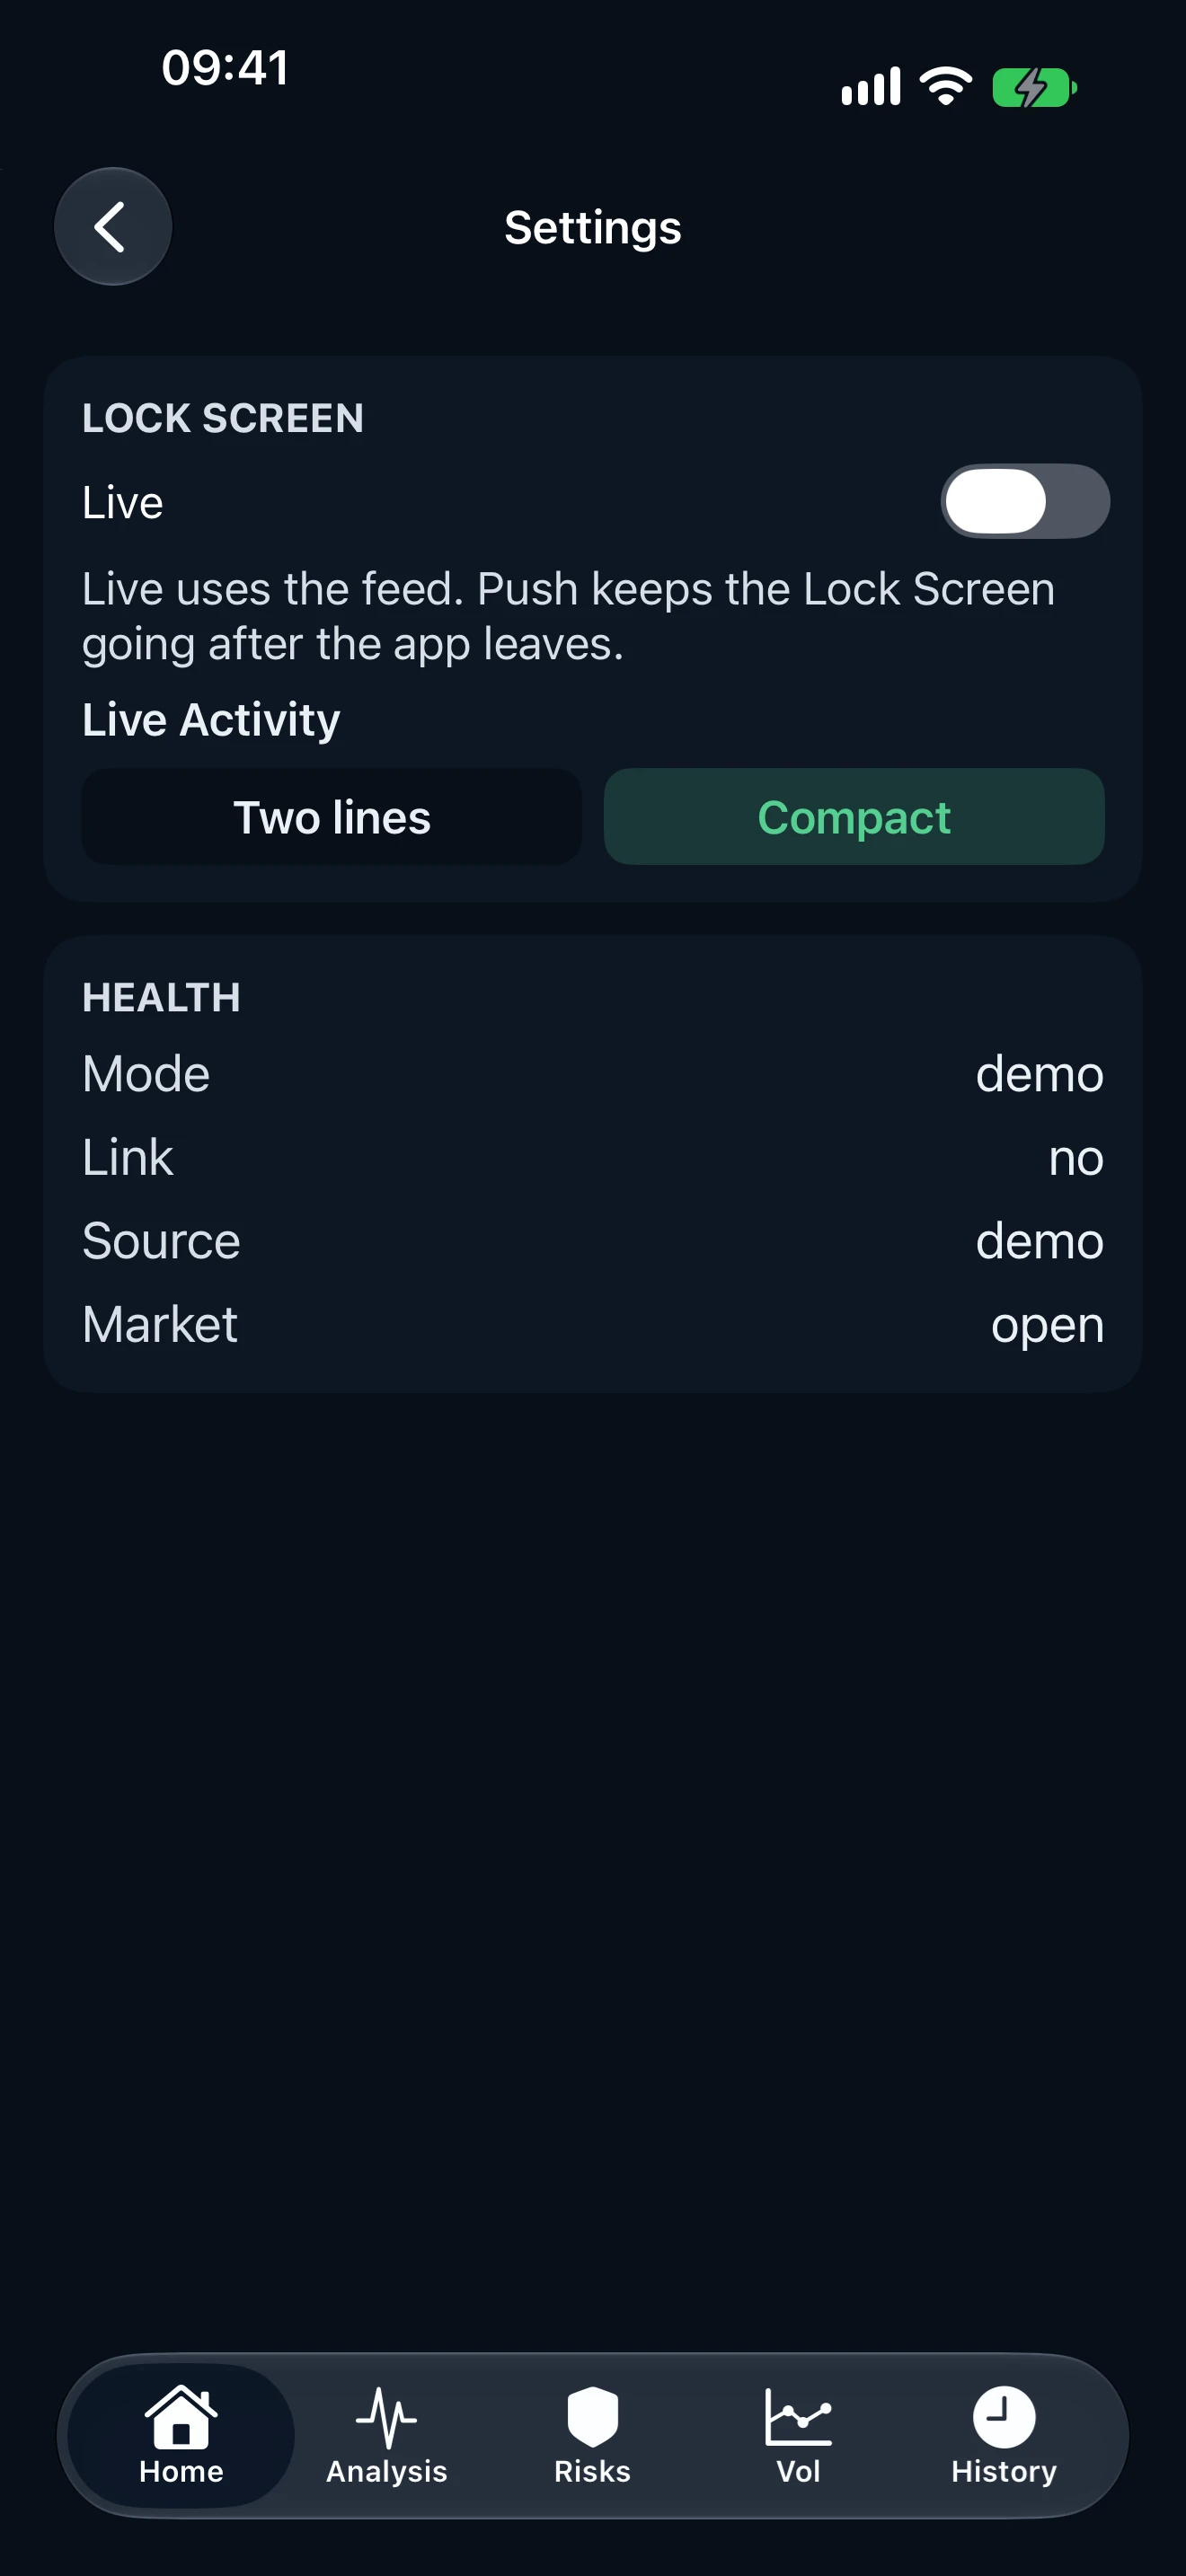 09:41
Settings
LOCK SCREEN
Live
Live uses the feed. Push keeps the Lock Screen
going after the app leaves.
Live Activity
Two lines
Compact
HEALTH
Mode
demo
Link
no
Source
demo
Market
open
Home
Analysis
Risks
Vol
History